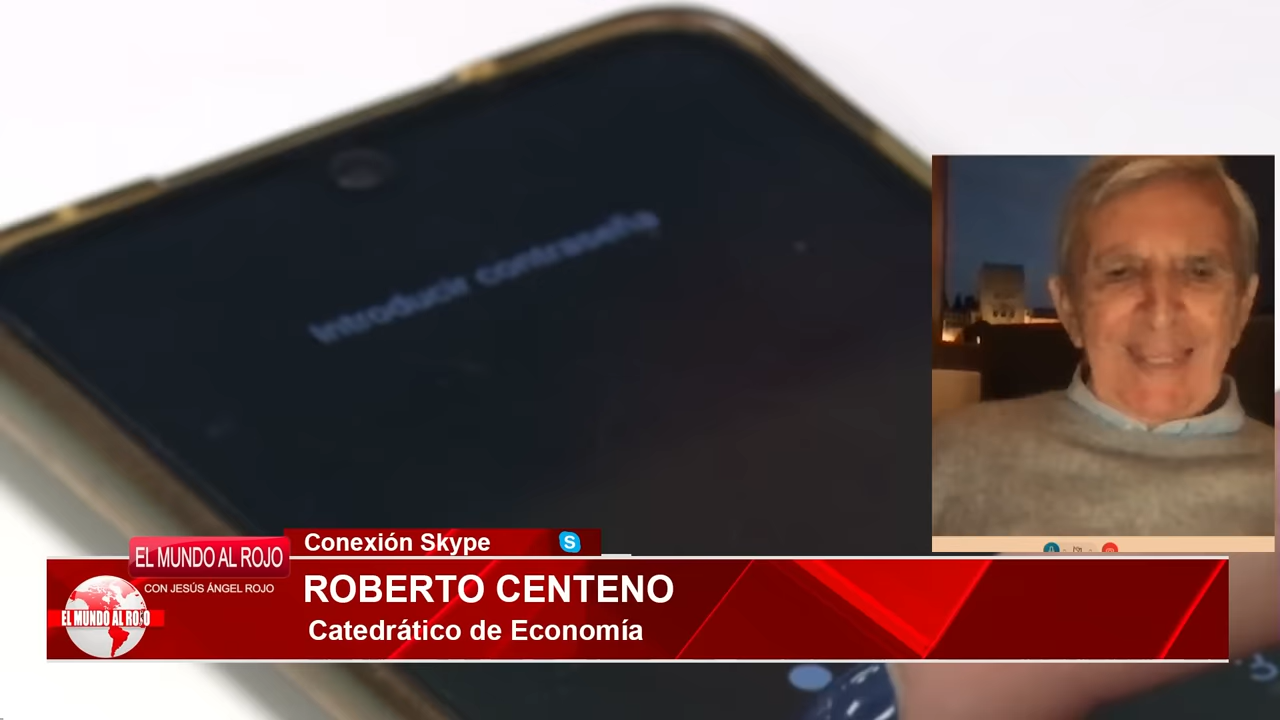 Introducir contraseña
Conexión Skype
EL MUNDO AL ROJO
CON JESÚS ÁNGEL ROJO
ROBERTO CENTENO
EL MUNDO AL ROJO
Catedrático de Economía